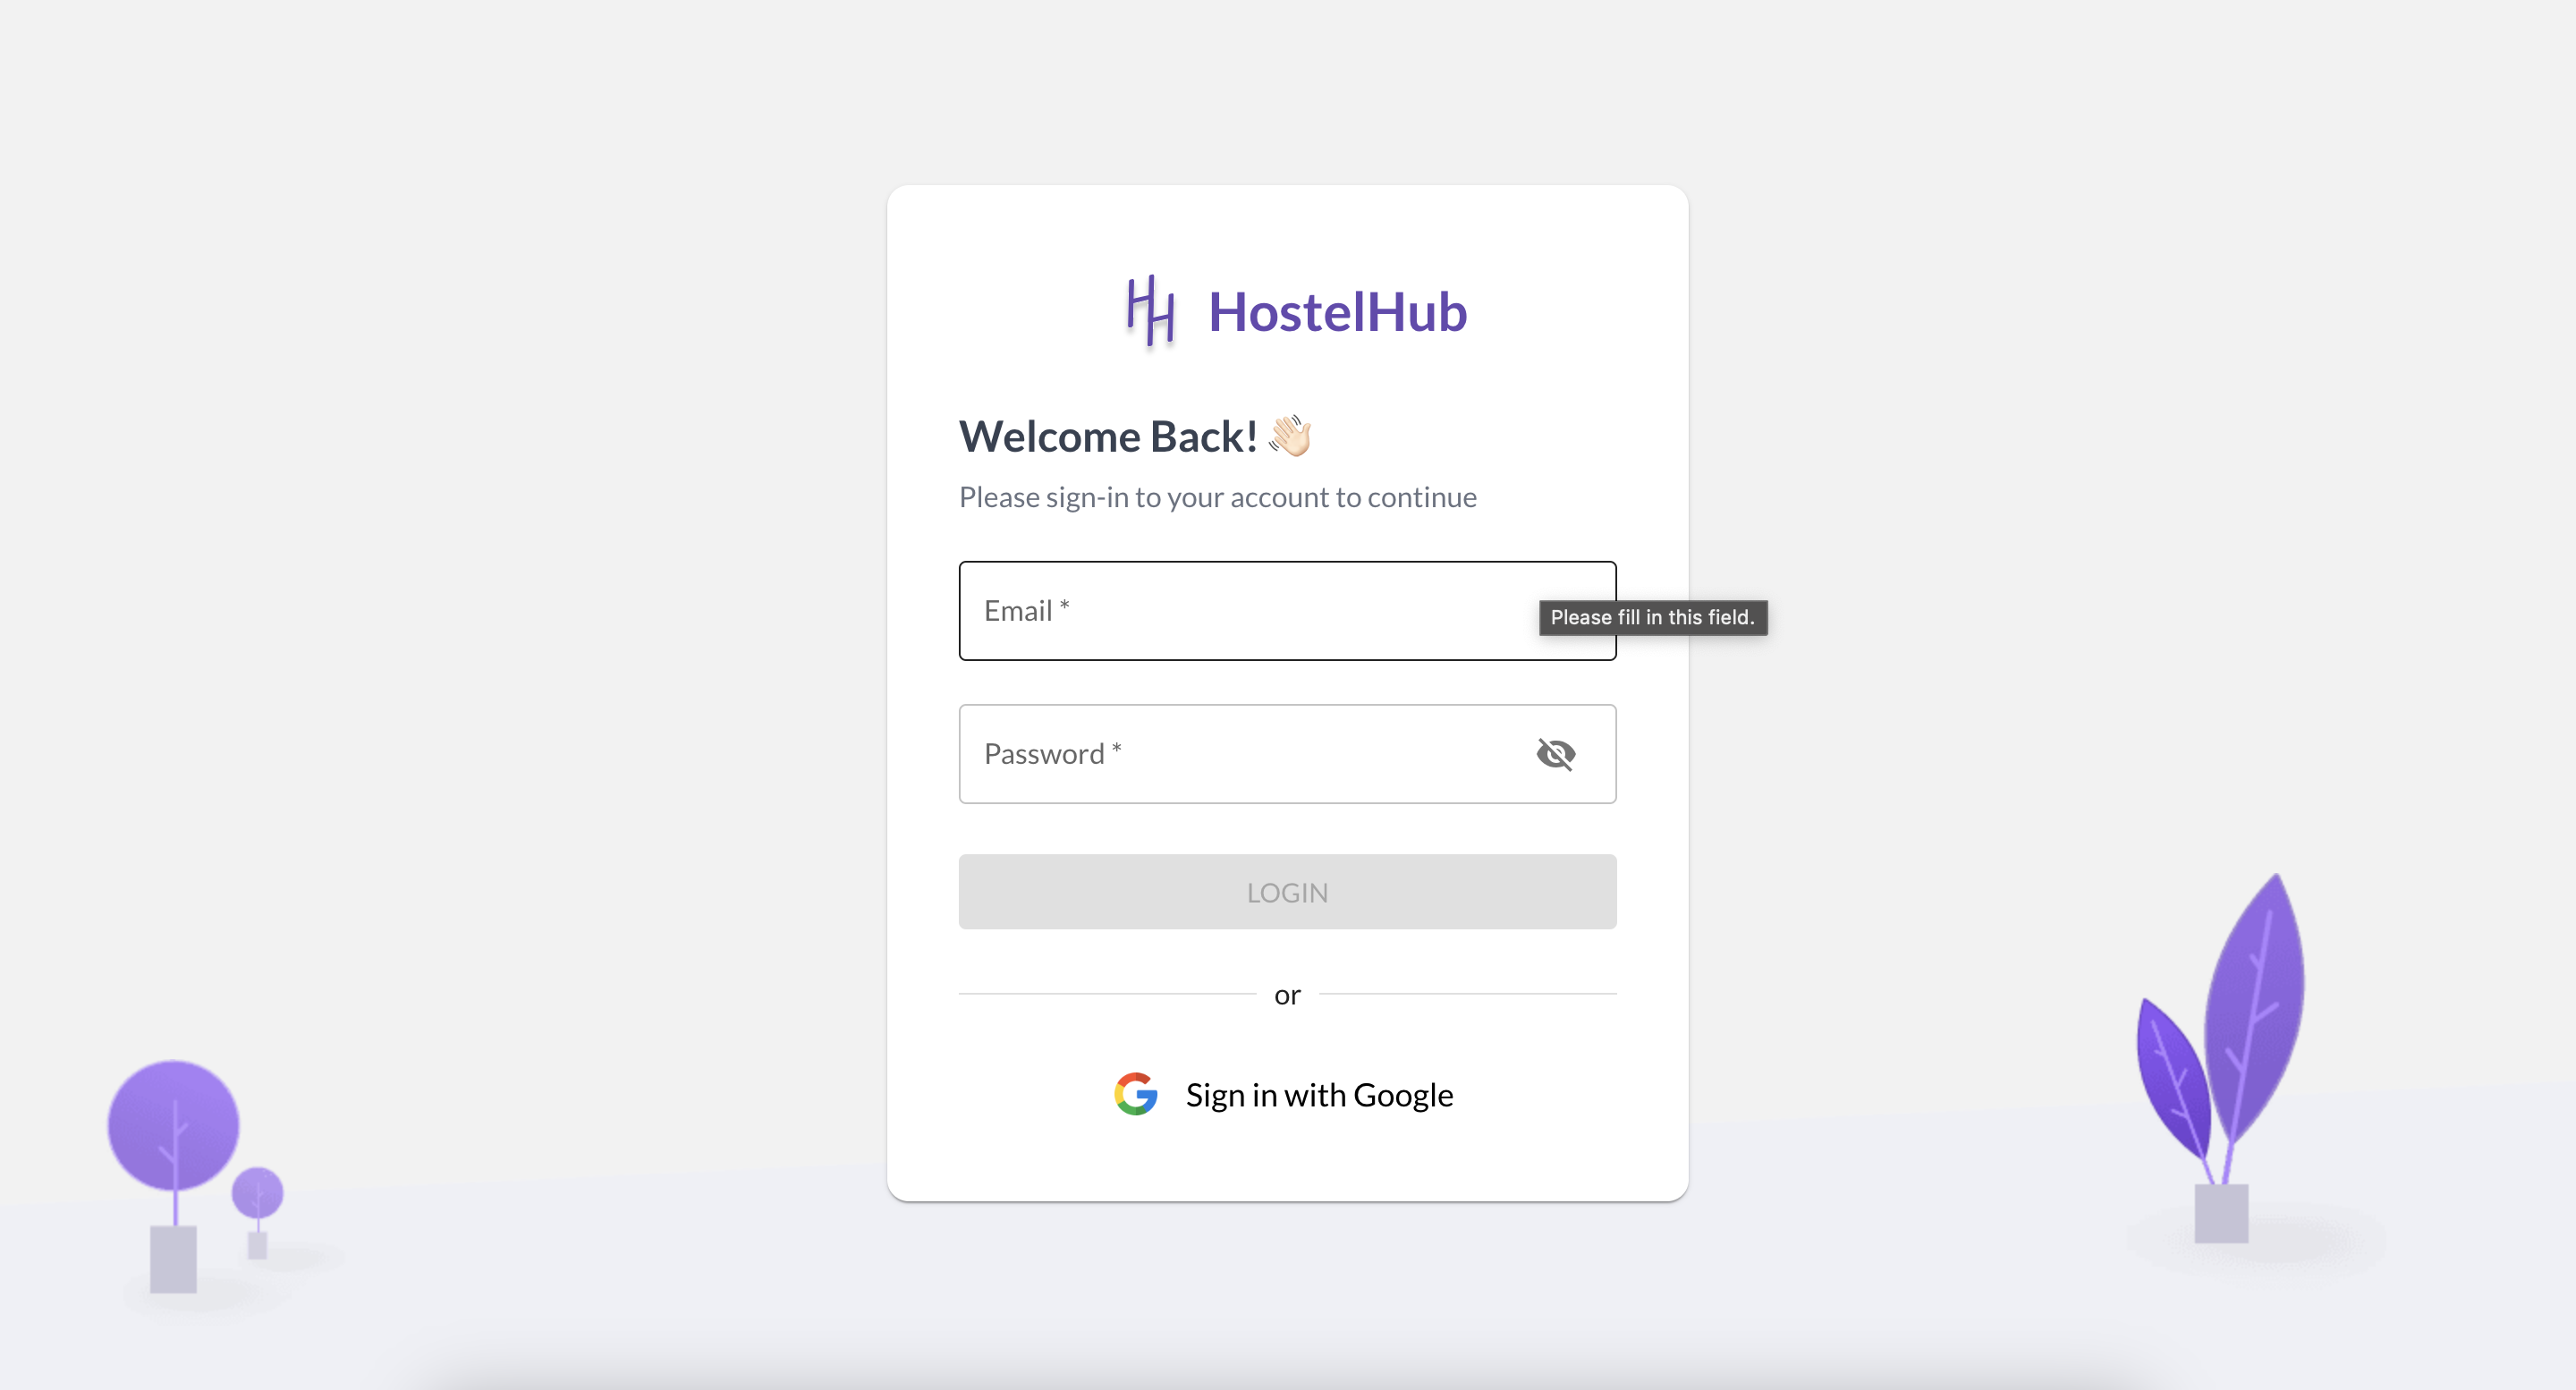 HostelHub
Welcome Back! 👋🏻
Please sign-in to your account to continue
Email *
Please fill in this field.
Password *
LOGIN
or
Sign in with Google